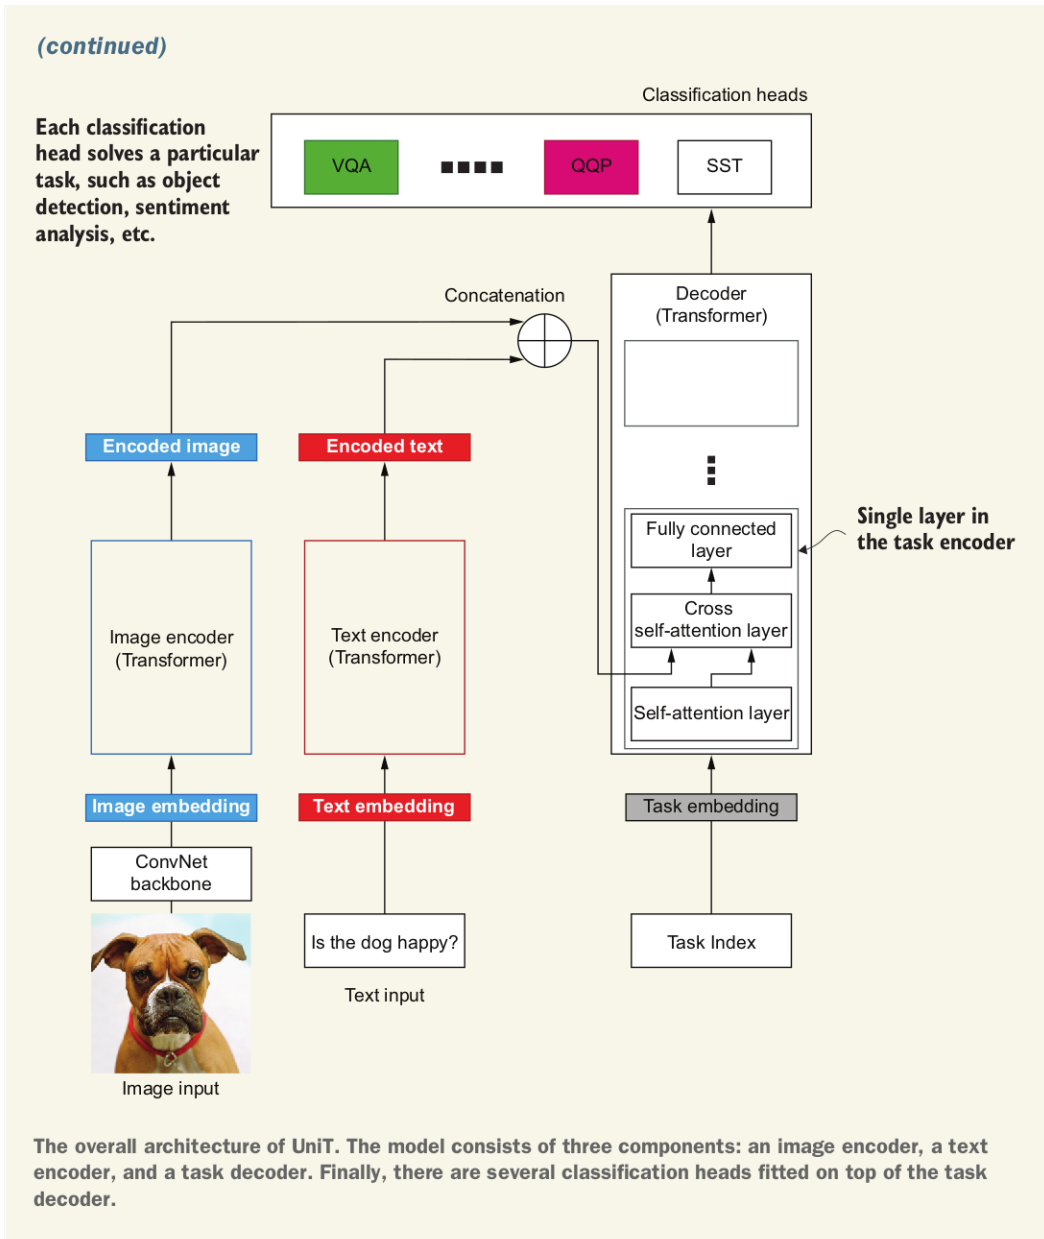 (continued)
Classification heads
Each classification
head solves a particular
task, such as object
detection, sentiment
analysis, etc.
VQA
QQP
SST
Concatenation
Decoder
(Transformer)
Encoded image
Encoded text
Fully connected
layer
Single layer in
the task encoder
Cross
self-attention layer
Image encoder
(Transformer)
Text encoder
(Transformer)
Self-attention layer
Image embedding
Text embedding
Task embedding
ConvNet
backbone
Is the dog happy?
Task Index
Text input
Image input
The overall architecture of UniT. The model consists of three components: an image encoder, a text
encoder, and a task decoder. Finally, there are several classification heads fitted on top of the task
decoder.